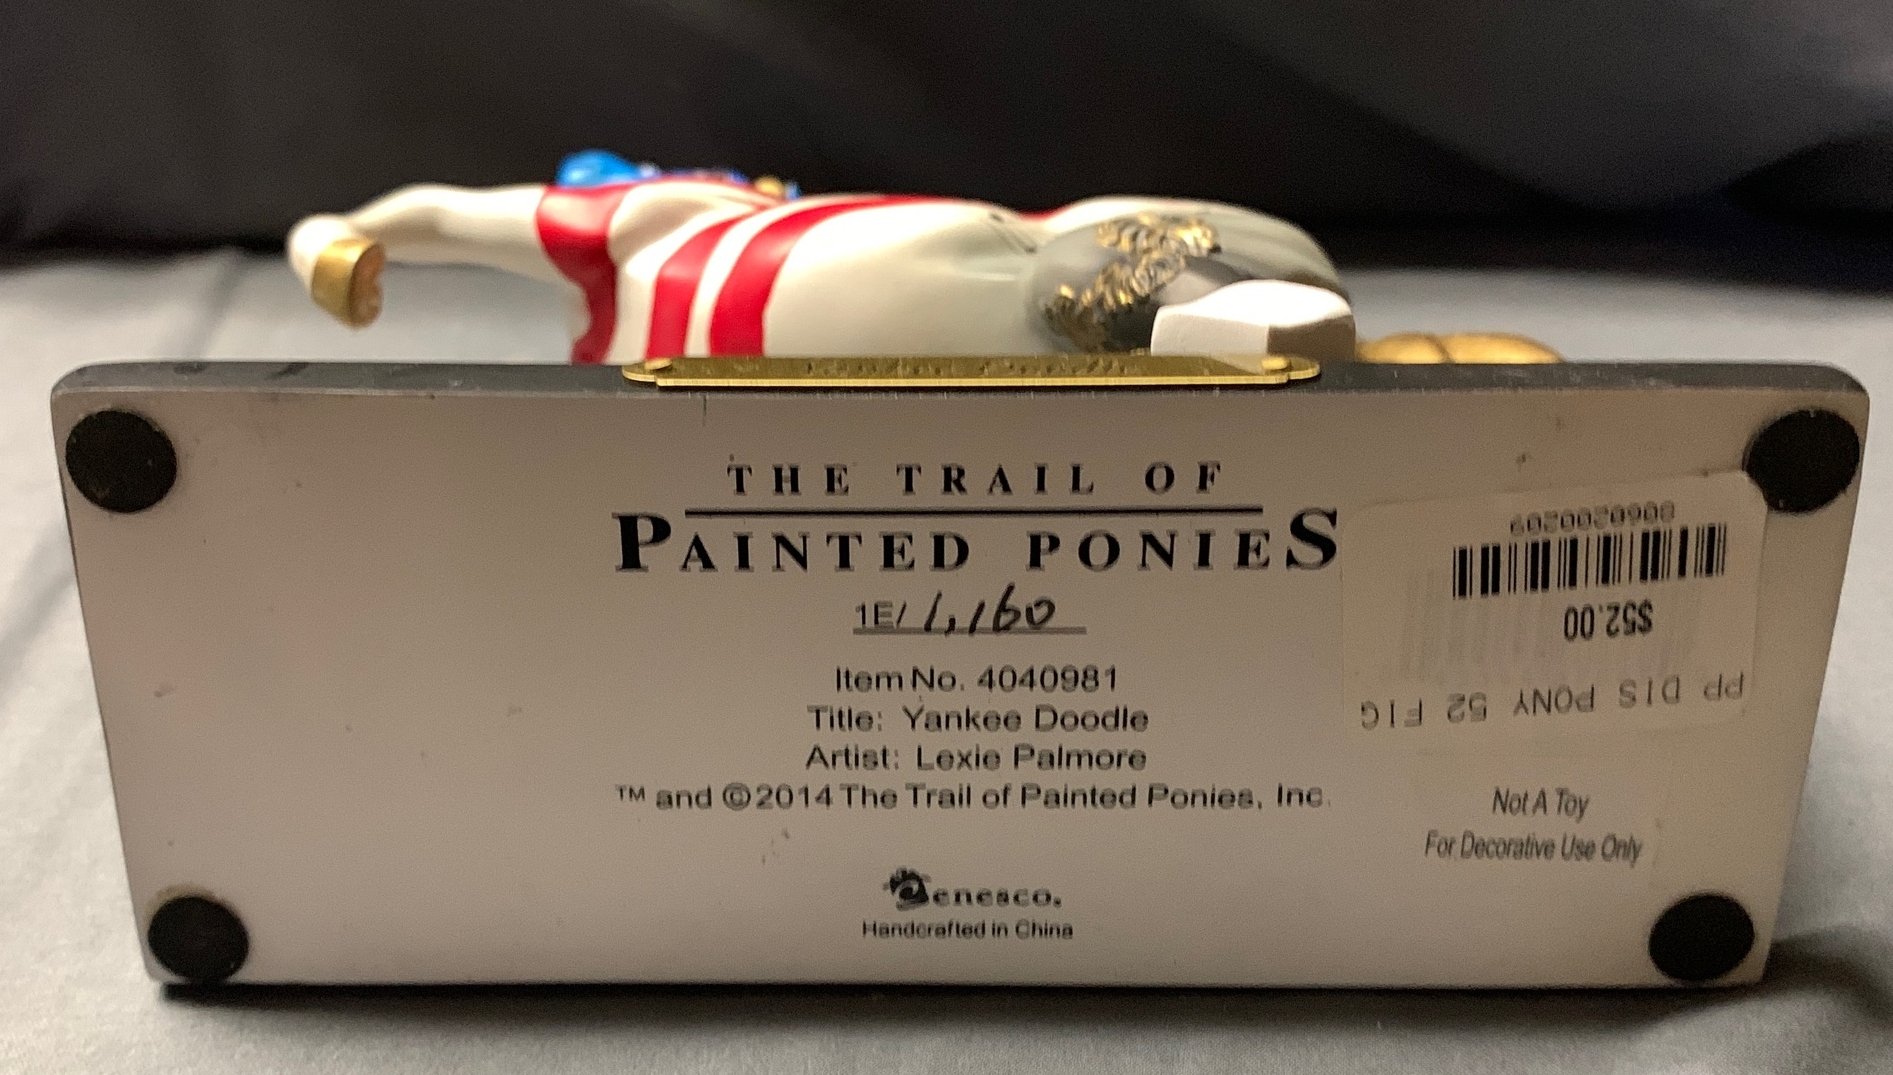 THE TRAIL OF
PAINTED PONIES
1E/ 1,160
Item No. 4040981
Title: Yankee Doodle
Artist: Lexie Palmore
™ and ©2014 The Trail of Painted Ponies, Inc.
enesco.
Handcrafted in China
PP DIS PONY 52 FIG
$52.00
Not A Toy
For Decorative Use Only